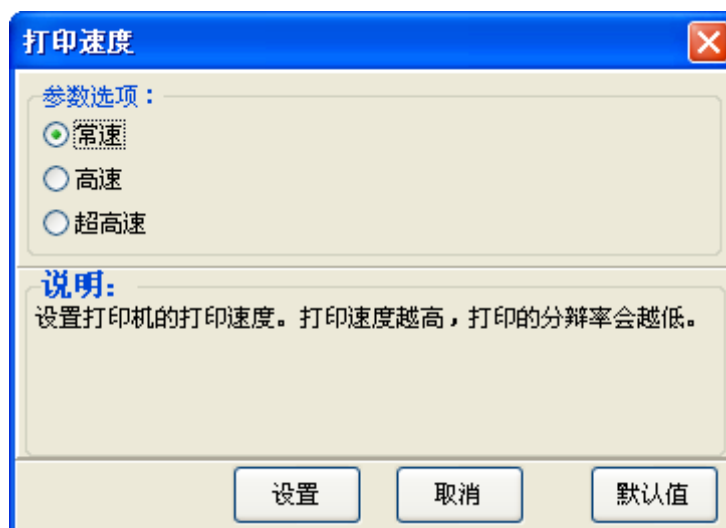 打印速度
参数选项：
常速
高速
超高速
说明:
设置打印机的打印速度。打印速度越高，打印的分辨率会越低。
设置
取消
默认值